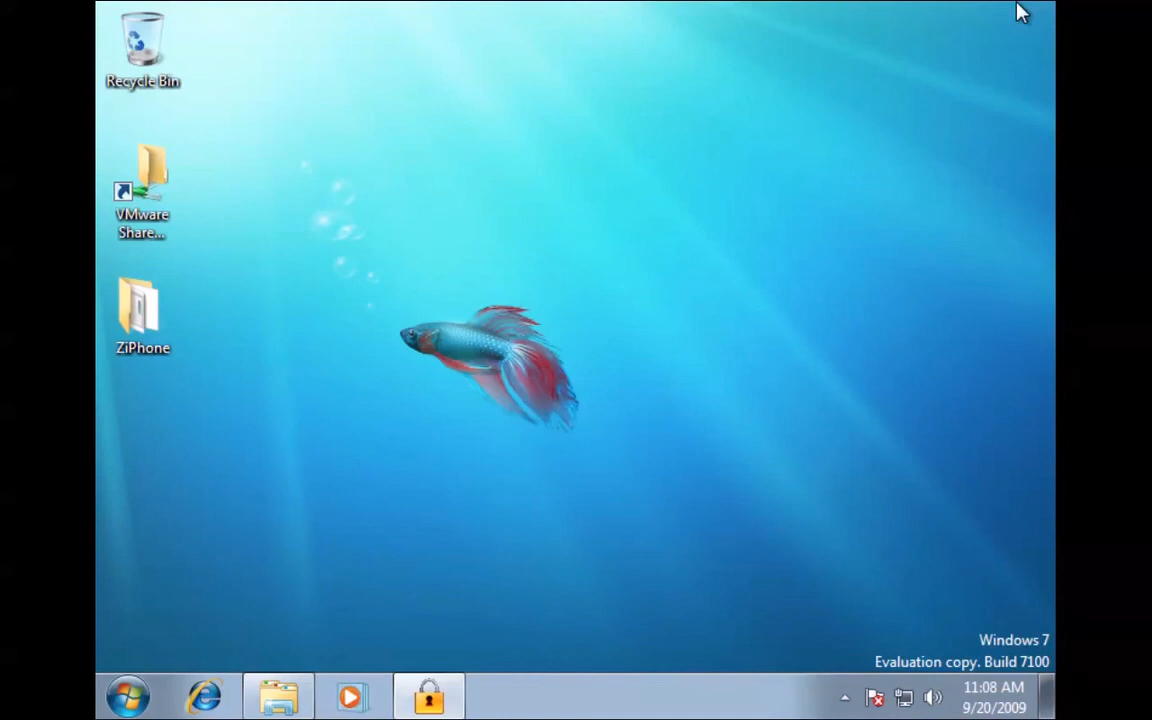 Recycle Bin
VMware
Share...
ZiPhone
Windows 7
Evaluation copy. Build 7100
11:08 AM
9/20/2009